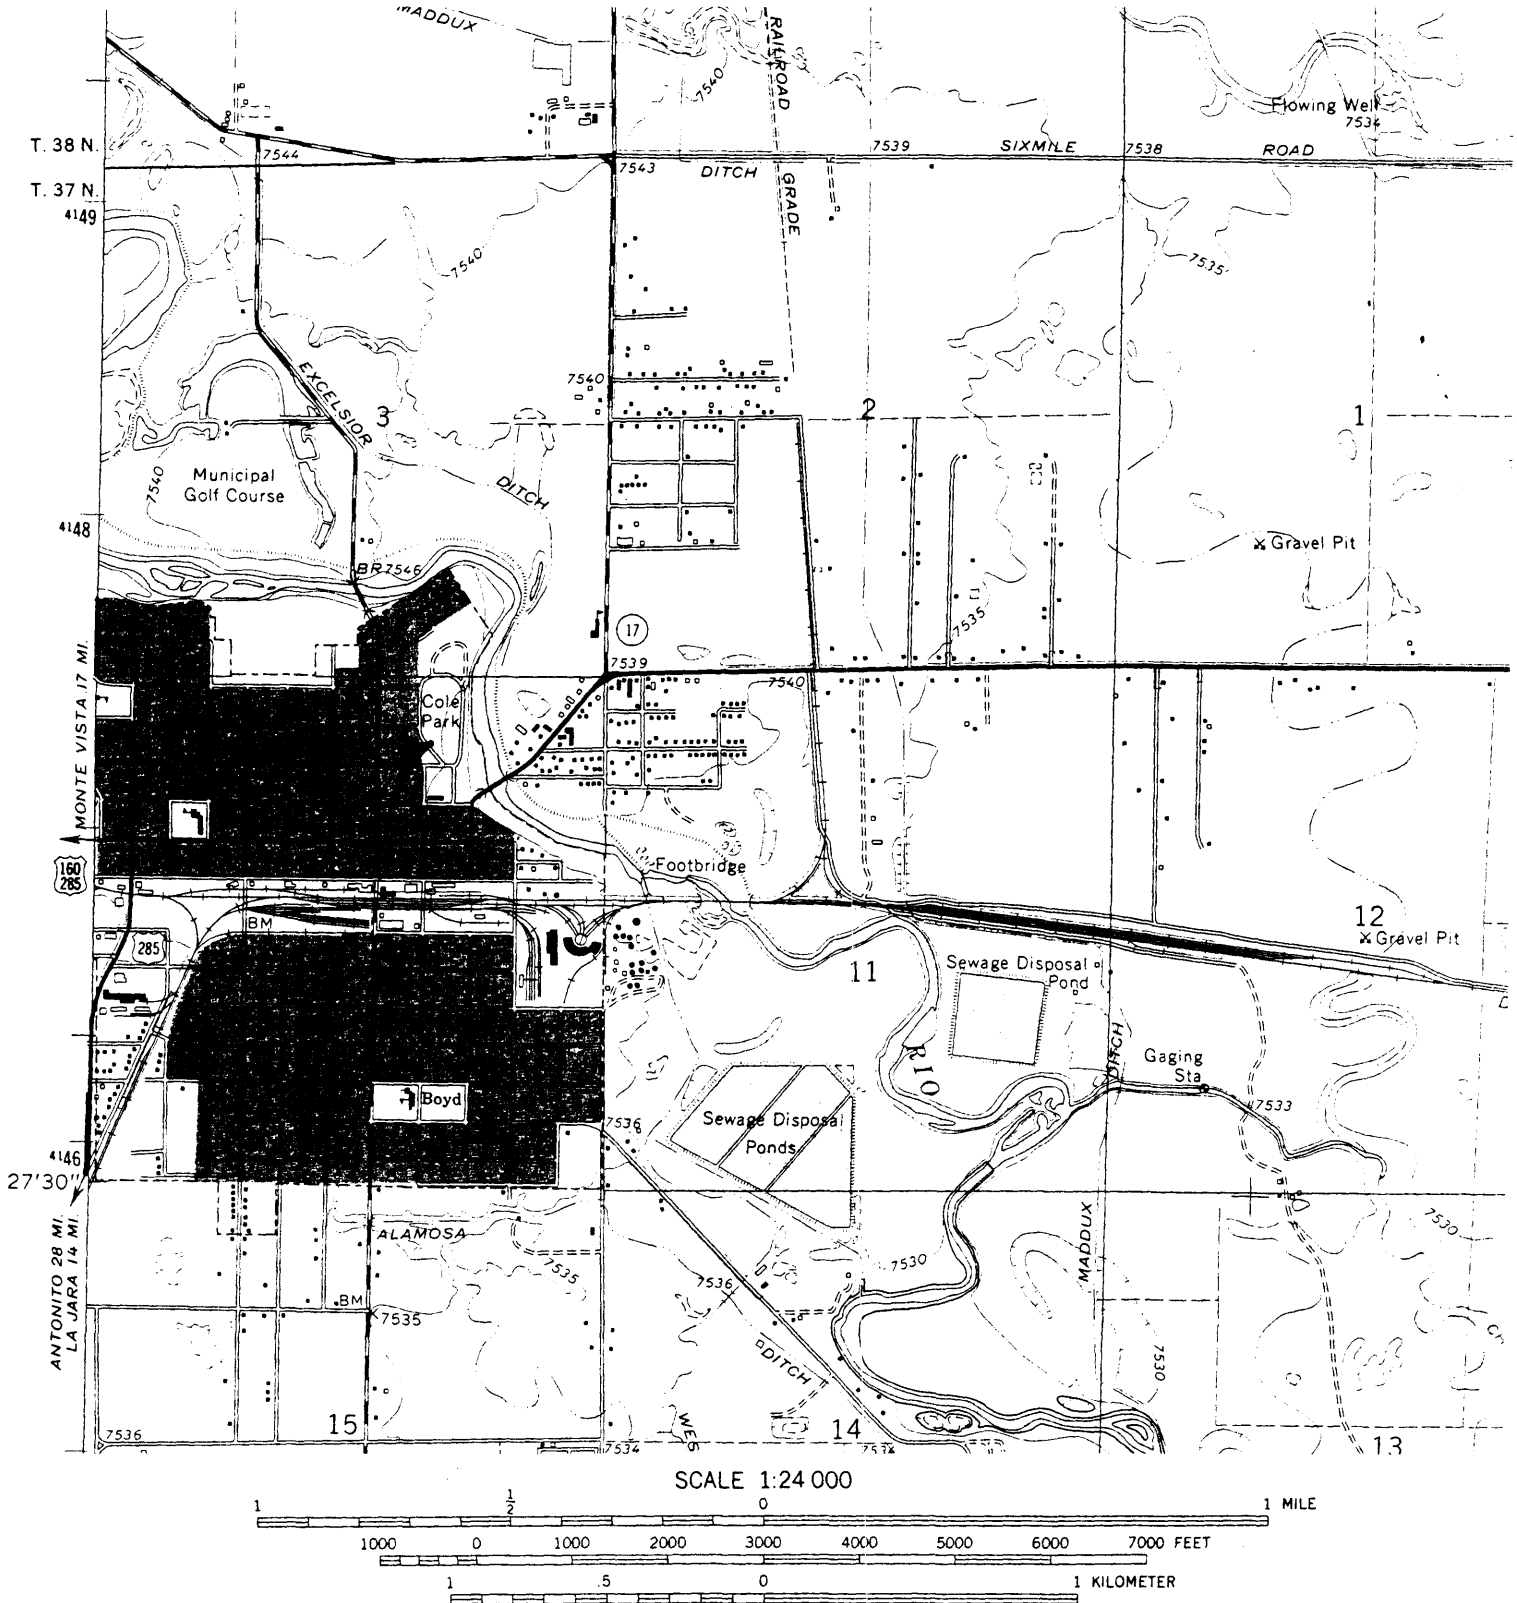 MADDUX
RAILROAD
7540
Flowing Well
7534
T. 38 N.
7544
7539
SIXMILE
7538
ROAD
T. 37 N.
7543
DITCH
GRADE
4149
7540
7535
EXCELSIOR
7540
3
2
1
Municipal
Golf Course
7540
DITCH
4148
Gravel Pit
BR 7546
7535
17
7539
7540
MONTE VISTA 17 MI.
Cole
Park
160
285
Footbridge
BM
285
12
Gravel Pit
11
Sewage Disposal
Pond
RIO
DITCH
Gaging
Sta
Boyd
7536
Sewage Disposal
Ponds
7533
4146
27'30"
ANTONITO 28 MI.
LA JARA 14 MI.
ALAMOSA
7535
7536
7530
MADDUX
7530
BM
7535
DITCH
7530
7536
15
WES
14
13
7534
7534
SCALE 1:24 000
1 ½ 0 1 MILE
1000 0 1000 2000 3000 4000 5000 6000 7000 FEET
1 .5 0 1 KILOMETER